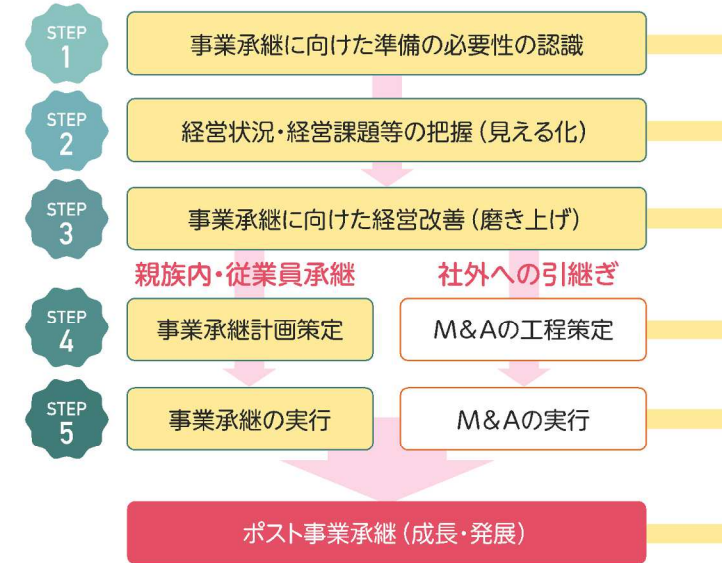 STEP
1
事業承継に向けた準備の必要性の認識
STEP
2
経営状況・経営課題等の把握(見える化)
STEP
3
事業承継に向けた経営改善(磨き上げ)
親族内・従業員承継
社外への引継ぎ
STEP
4
事業承継計画策定
M&Aの工程策定
STEP
5
事業承継の実行
M&Aの実行
ポスト事業承継(成長・発展)